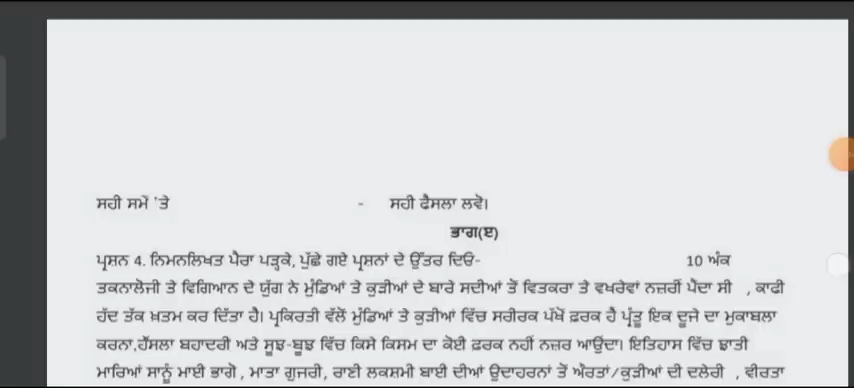 ਸਹੀ ਸਮੇਂ 'ਤੇ - ਸਹੀ ਫੈਸਲਾ ਲਵੋ।
ਭਾਗ(ੲ)
ਪ੍ਰਸ਼ਨ 4. ਨਿਮਨਲਿਖਤ ਪੈਰਾ ਪੜ੍ਹਕੇ, ਪੁੱਛੇ ਗਏ ਪ੍ਰਸ਼ਨਾਂ ਦੇ ਉੱਤਰ ਦਿਓ- 10 ਅੰਕ
ਤਕਨਾਲੋਜੀ ਤੇ ਵਿਗਿਆਨ ਦੇ ਯੁੱਗ ਨੇ ਮੁੰਡਿਆਂ ਤੇ ਕੁੜੀਆਂ ਦੇ ਬਾਰੇ ਸਦੀਆਂ ਤੋਂ ਵਿਤਕਰਾ ਤੇ ਵਖਰੇਵਾਂ ਨਜ਼ਰੀਂ ਪੈਂਦਾ ਸੀ , ਕਾਫੀ
ਹੱਦ ਤੱਕ ਖ਼ਤਮ ਕਰ ਦਿੱਤਾ ਹੈ। ਪ੍ਰਕਿਰਤੀ ਵੱਲੋਂ ਮੁੰਡਿਆਂ ਤੇ ਕੁੜੀਆਂ ਵਿੱਚ ਸਰੀਰਕ ਪੱਖੋਂ ਫ਼ਰਕ ਹੈ ਪ੍ਰੰਤੂ ਇਕ ਦੂਜੇ ਦਾ ਮੁਕਾਬਲਾ
ਕਰਨਾ,ਹੌਂਸਲਾ ਬਹਾਦਰੀ ਅਤੇ ਸੂਝ-ਬੂਝ ਵਿੱਚ ਕਿਸੇ ਕਿਸਮ ਦਾ ਕੋਈ ਫ਼ਰਕ ਨਹੀਂ ਨਜ਼ਰ ਆਉਂਦਾ। ਇਤਿਹਾਸ ਵਿੱਚ ਝਾਤੀ
ਮਾਰਿਆਂ ਸਾਨੂੰ ਮਾਈ ਭਾਗੋ , ਮਾਤਾ ਗੁਜਰੀ, ਰਾਣੀ ਲਕਸ਼ਮੀ ਬਾਈ ਦੀਆਂ ਉਦਾਹਰਨਾਂ ਤੋਂ ਔਰਤਾਂ/ਕੁੜੀਆਂ ਦੀ ਦਲੇਰੀ , ਵੀਰਤਾ